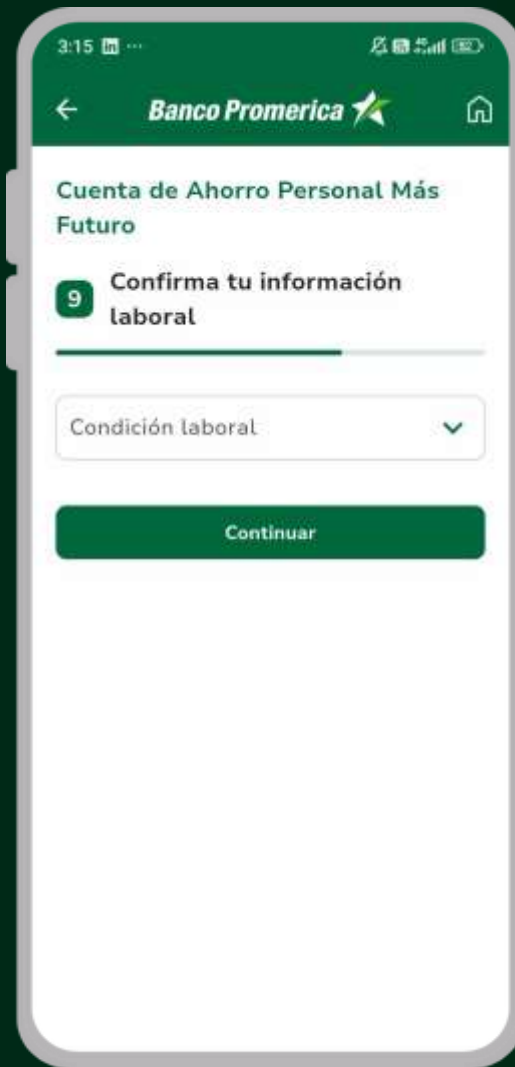 3:15
Banco Promerica
Cuenta de Ahorro Personal Más
Futuro
9
Confirma tu información
laboral
Condición laboral
Continuar